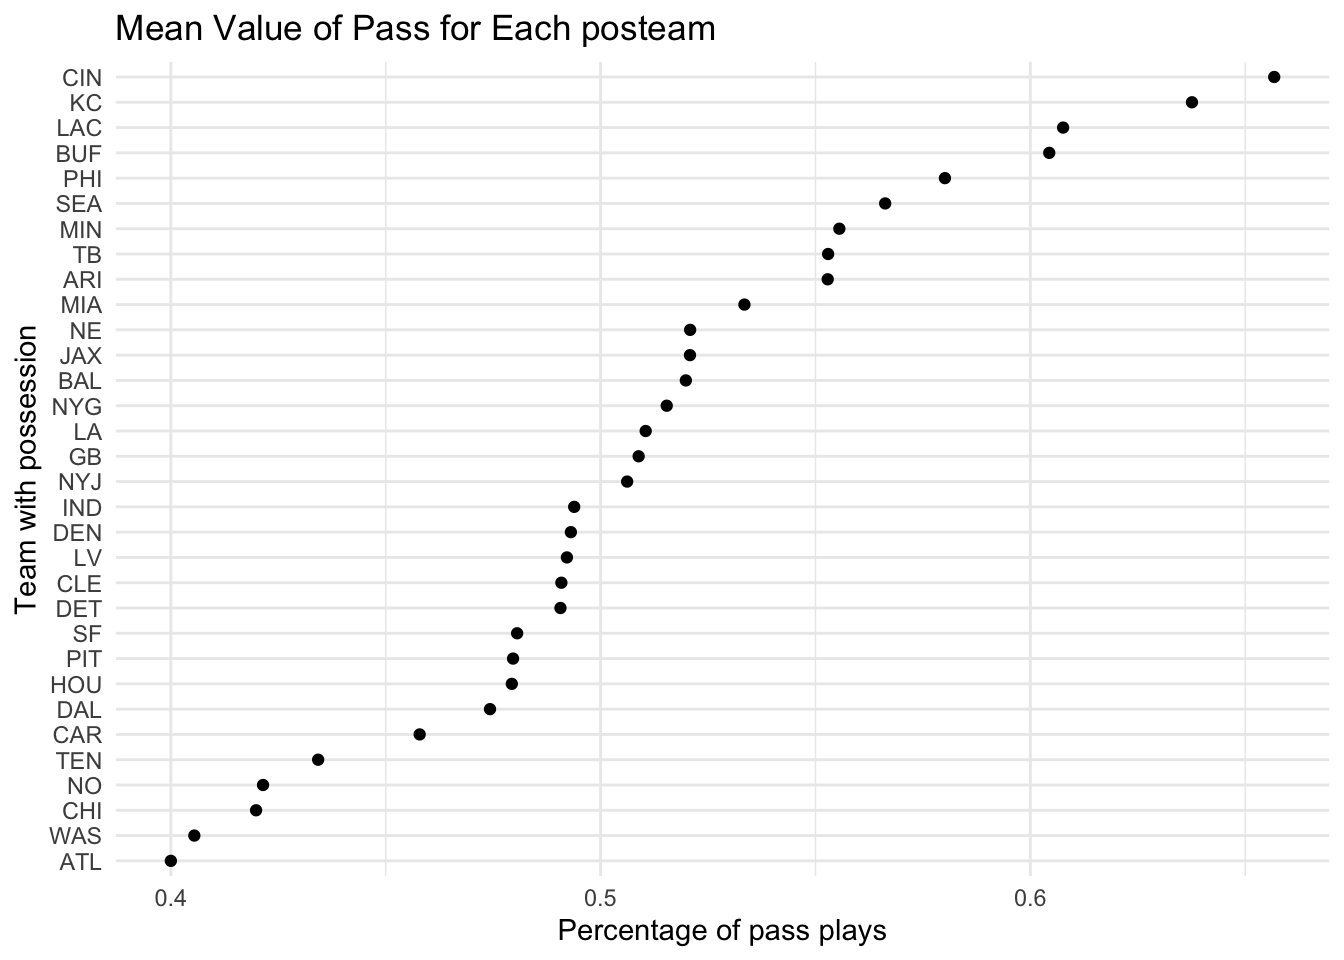 Mean Value of Pass for Each posteam
Team with possession
CIN
KC
LAC
BUF
PHI
SEA
MIN
TB
ARI
MIA
NE
JAX
BAL
NYG
LA
GB
NYJ
IND
DEN
LV
CLE
DET
SF
PIT
HOU
DAL
CAR
TEN
NO
CHI
WAS
ATL
0.4 0.5 0.6
Percentage of pass plays